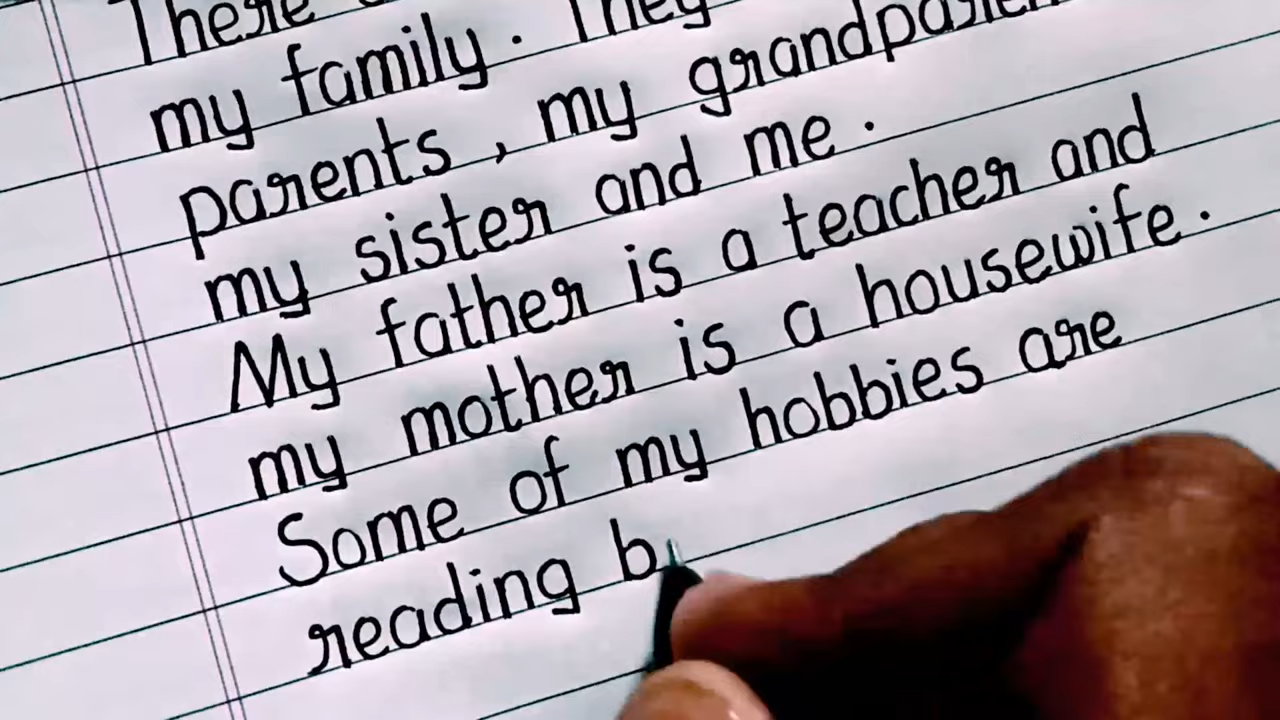 There
my family. They
parents, my grandparen
my sister and me.
My father is a teacher and
my mother is a housewife.
Some of my hobbies are
reading b